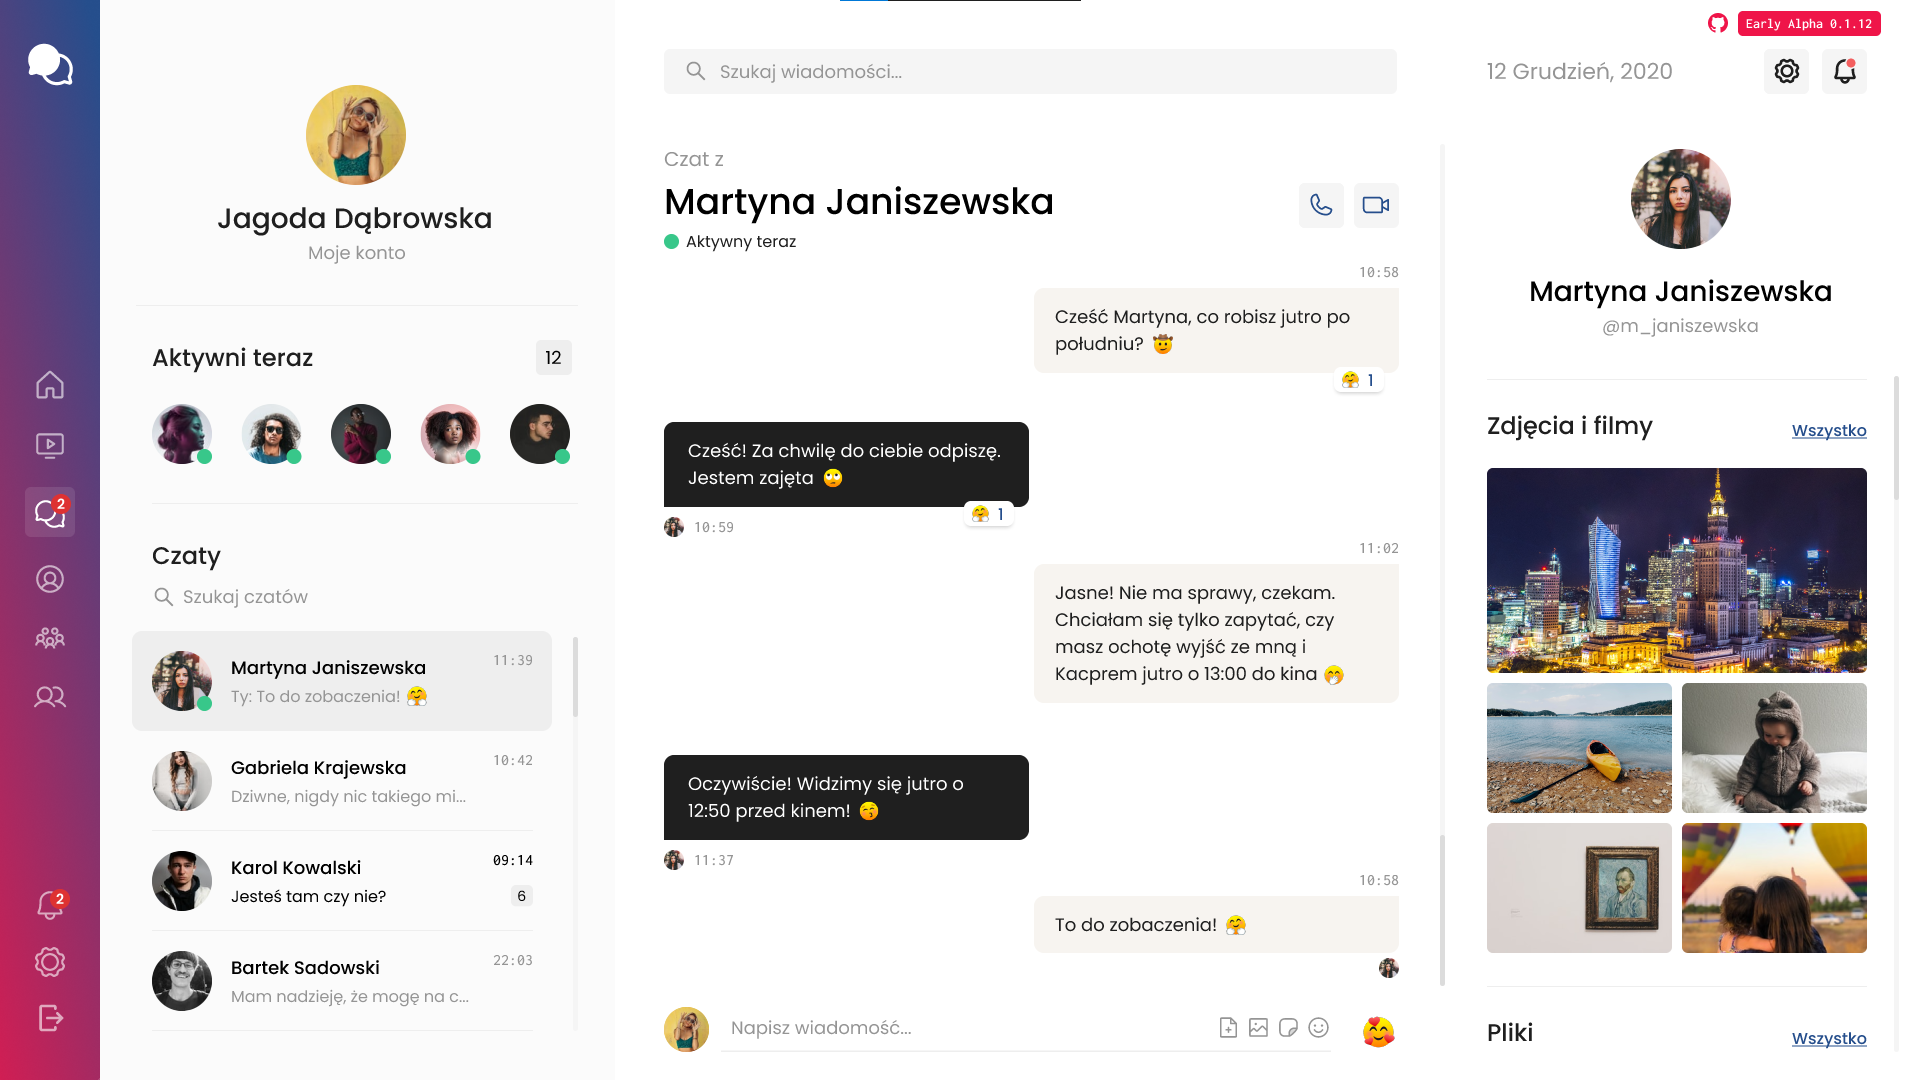 Early Alpha 0.1.12
Szukaj wiadomości...
12 Grudzień, 2020
Jagoda Dąbrowska
Moje konto
Aktywni teraz
12
2
Czaty
Szukaj czatów
Martyna Janiszewska
11:39
Ty: To do zobaczenia! 🤗
Gabriela Krajewska
10:42
Dziwne, nigdy nic takiego mi...
Karol Kowalski
09:14
Jesteś tam czy nie?
6
Bartek Sadowski
22:03
Mam nadzieję, że mogę na c...
2
Czat z
Martyna Janiszewska
Aktywny teraz
10:58
Cześć Martyna, co robisz jutro po
południu? 🤠
🤗 1
Cześć! Za chwilę do ciebie odpiszę.
Jestem zajęta 🙄
🤗 1
10:59
11:02
Jasne! Nie ma sprawy, czekam.
Chciałam się tylko zapytać, czy
masz ochotę wyjść ze mną i
Kacprem jutro o 13:00 do kina 🤭
Oczywiście! Widzimy się jutro o
12:50 przed kinem! 😙
11:37
10:58
To do zobaczenia! 🤗
Napisz wiadomość...
Martyna Janiszewska
@m_janiszewska
Zdjęcia i filmy
Wszystko
Pliki
Wszystko